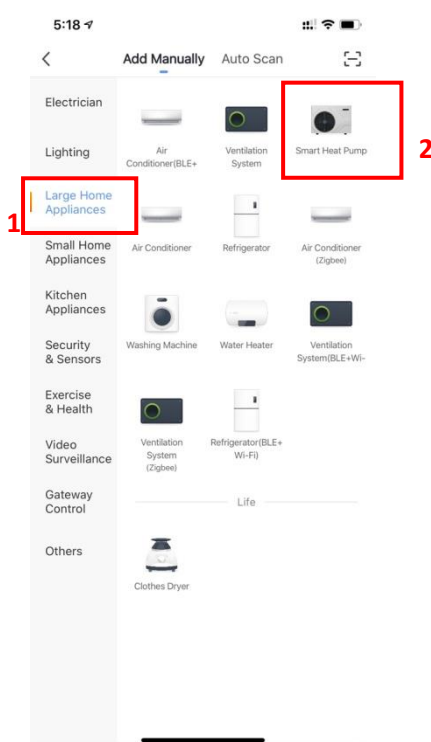 5:18
Add Manually Auto Scan
Electrician
Lighting
1
Large Home
Appliances
Small Home
Appliances
Kitchen
Appliances
Security
& Sensors
Exercise
& Health
Video
Surveillance
Gateway
Control
Others
Air
Conditioner(BLE+
Ventilation
System
Smart Heat Pump
2
Air Conditioner
Refrigerator
Air Conditioner
(Zigbee)
Washing Machine
Water Heater
Ventilation
System(BLE+Wi-
Ventilation
System
(Zigbee)
Refrigerator(BLE+
Wi-Fi)
Life
Clothes Dryer